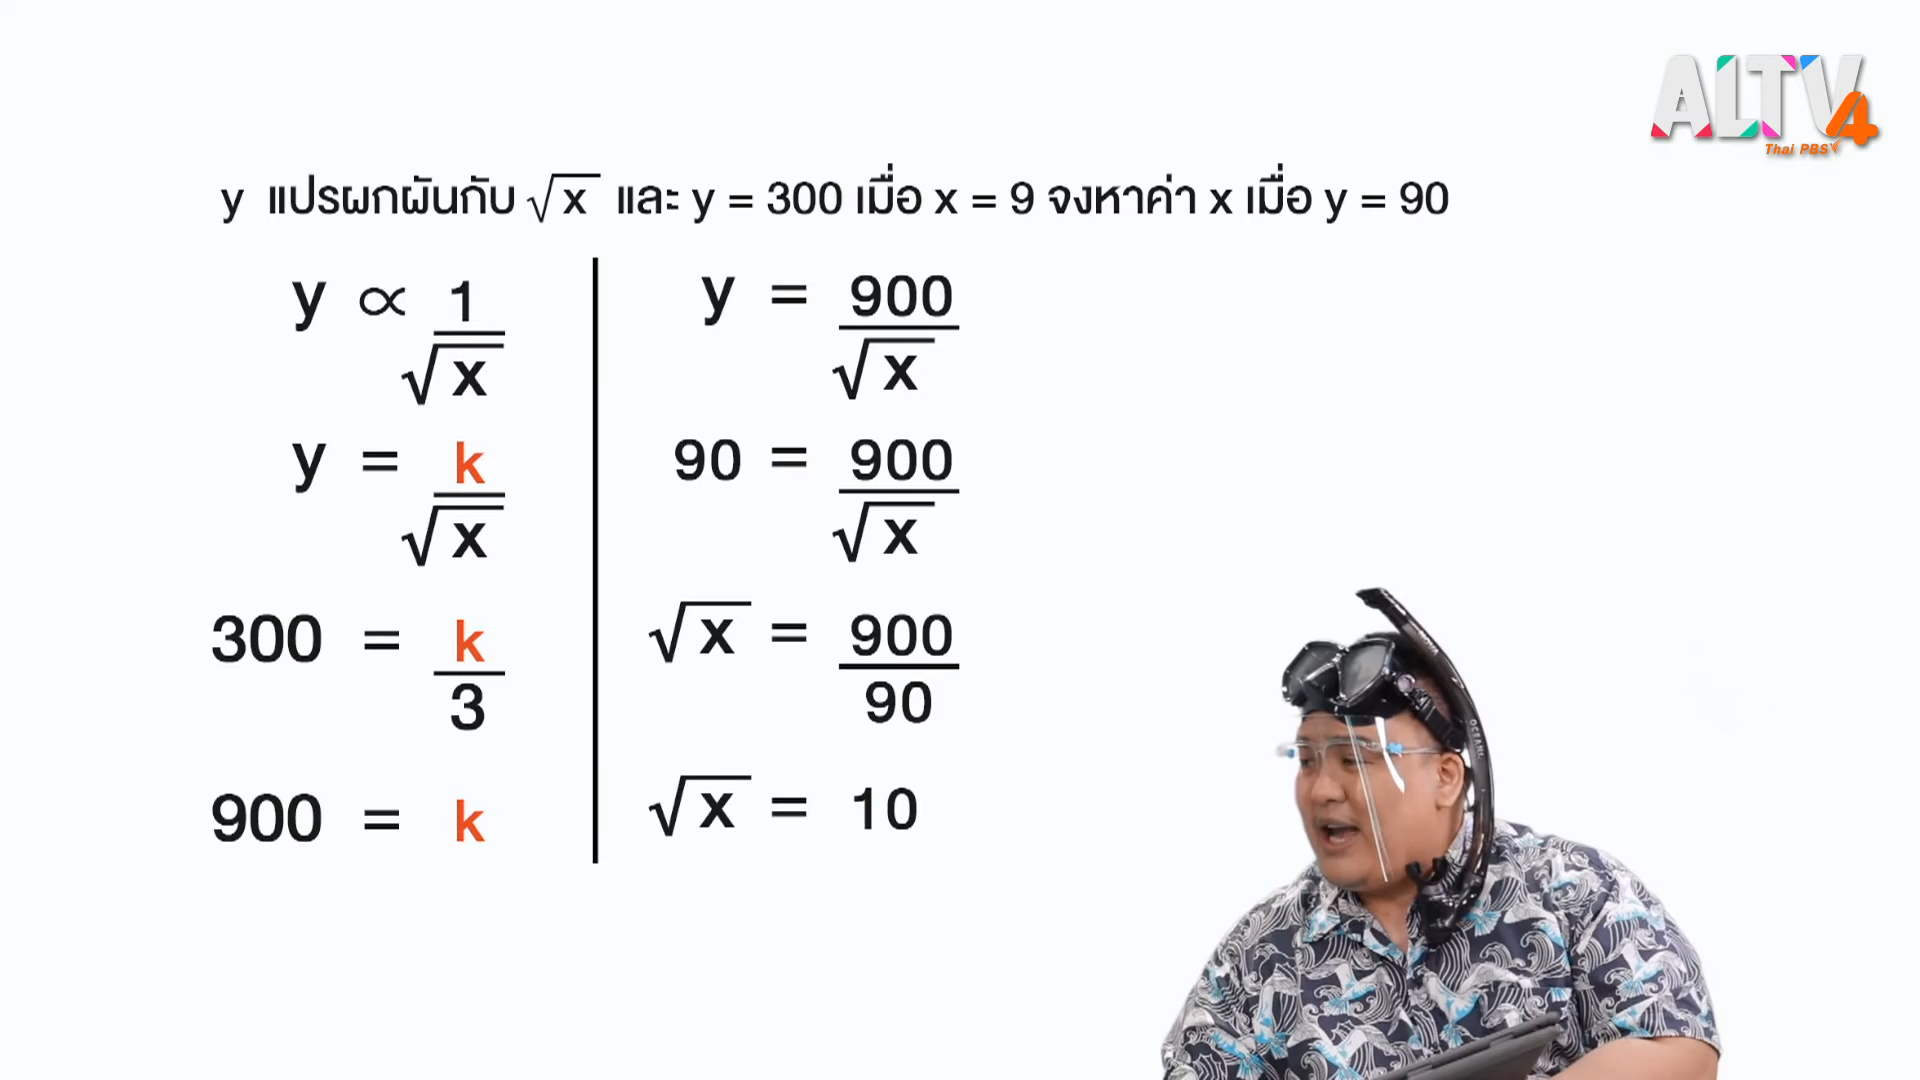 ALTV4
Thai PBS
y แปรผกผันกับ √x และ y = 300 เมื่อ x = 9 จงหาค่า x เมื่อ y = 90
y ∝ 1
√x
y = k
√x
300 = k
3
900 = k
y = 900
√x
90 = 900
√x
√x = 900
90
√x = 10
OCEANA